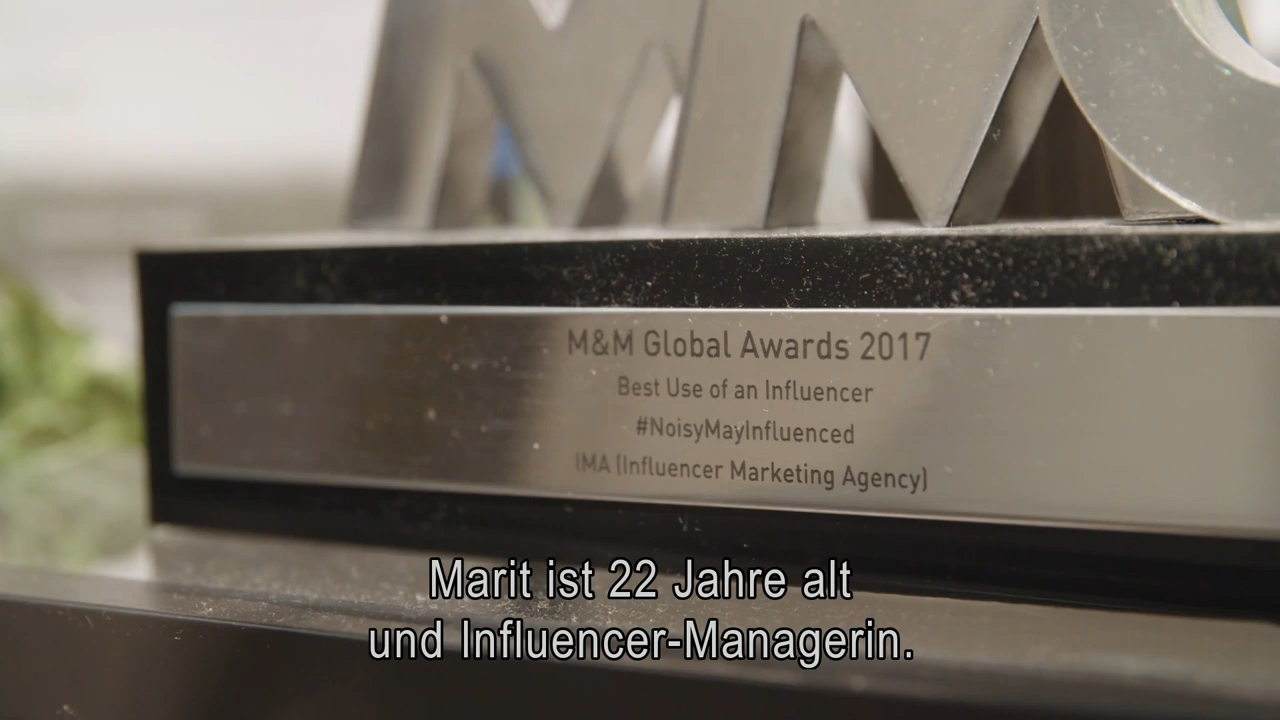 MMG
M&M Global Awards 2017
Best Use of an Influencer
#NoisyMayInfluenced
IMA (Influencer Marketing Agency)
Marit ist 22 Jahre alt
und Influencer-Managerin.